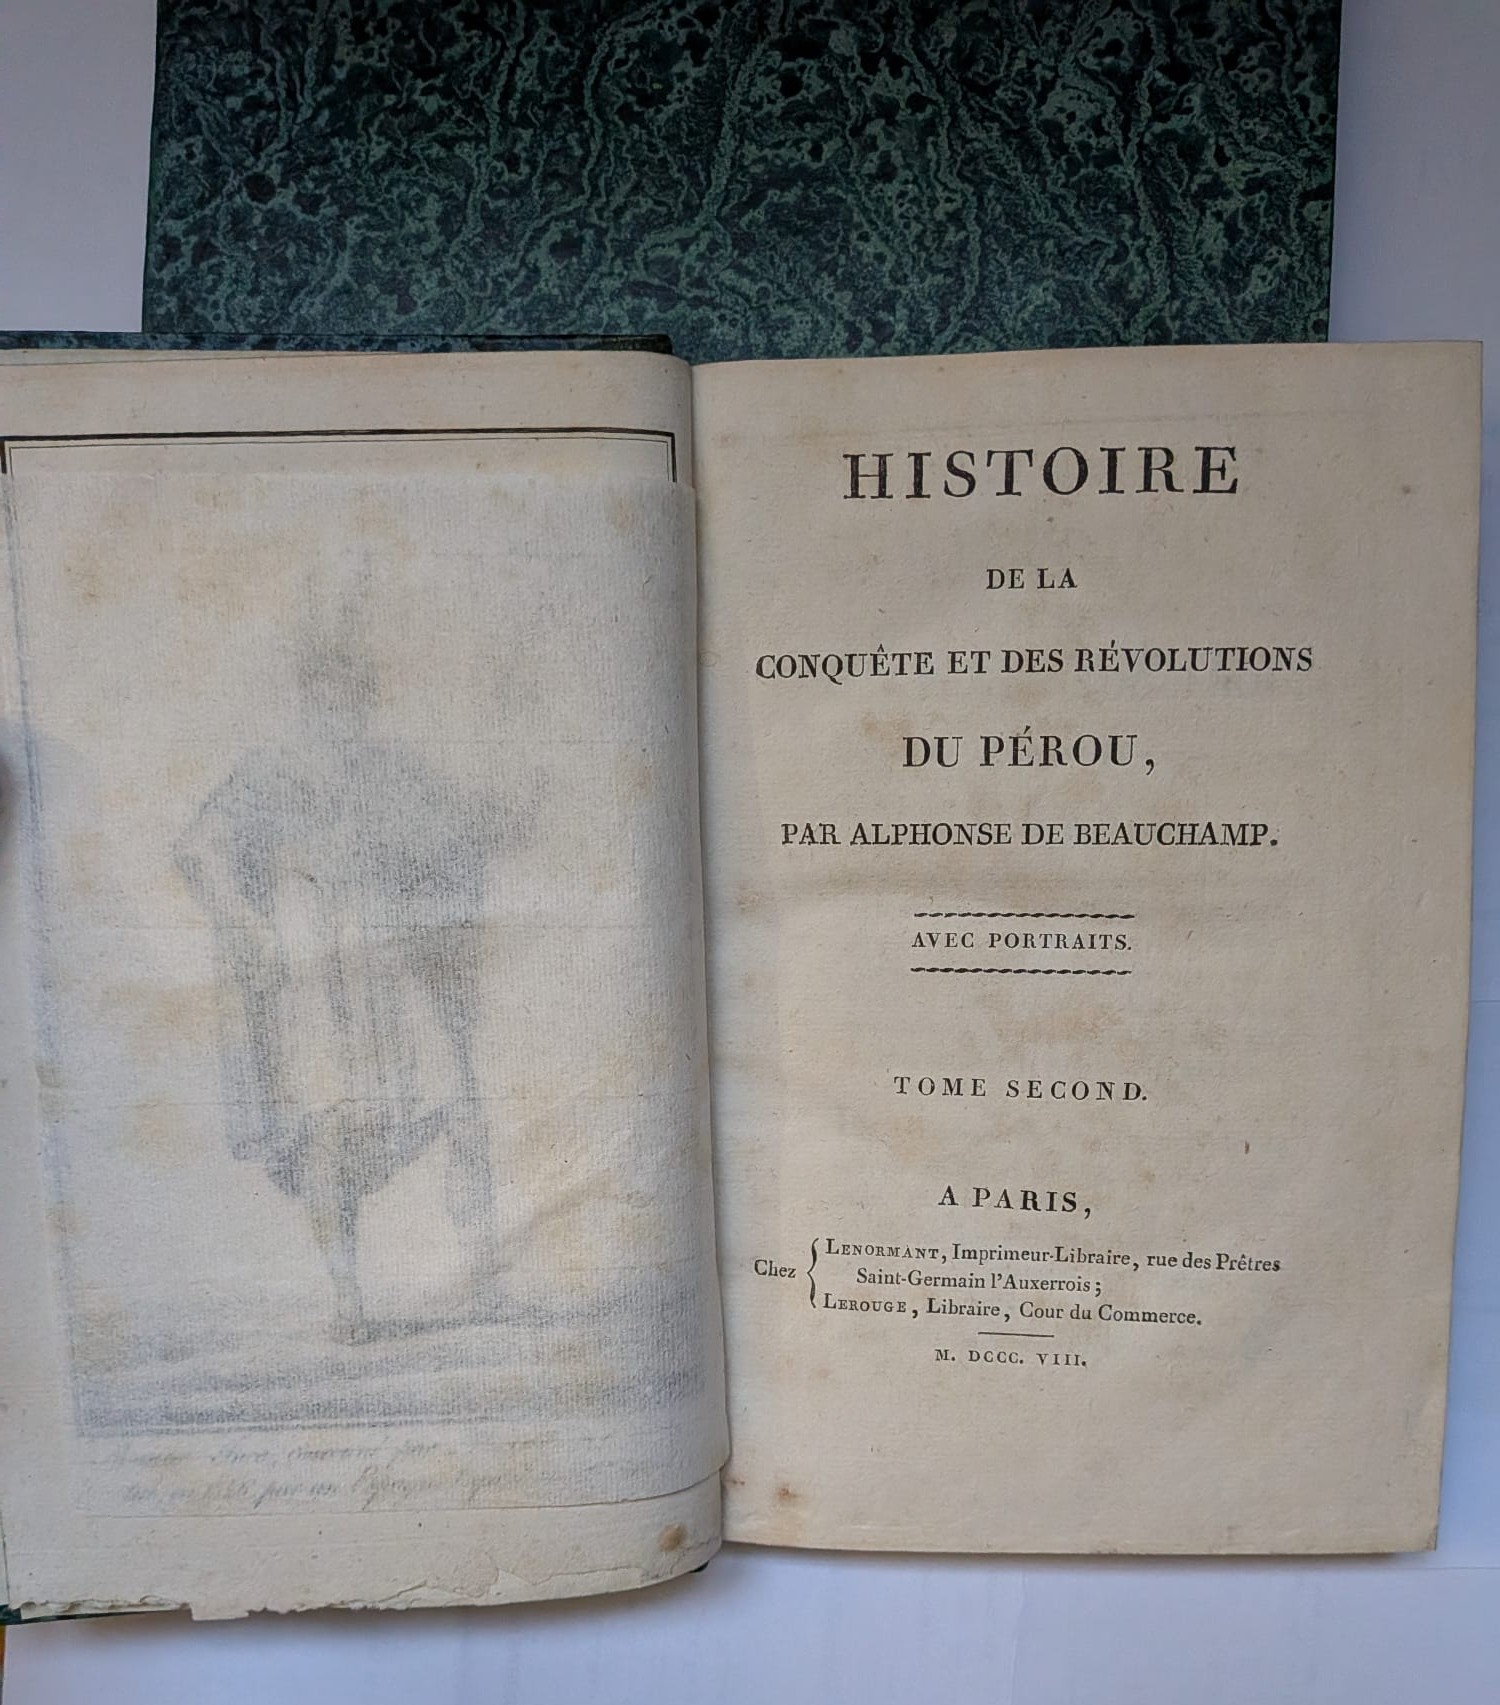 HISTOIRE
DE LA
CONQUÊTE ET DES RÉVOLUTIONS
DU PÉROU,
PAR ALPHONSE DE BEAUCHAMP.
AVEC PORTRAITS.
TOME SECOND.
A PARIS,
Chez
LENORMANT, Imprimeur-Libraire, rue des Prêtres
Saint-Germain l'Auxerrois ;
LEROUGE, Libraire, Cour du Commerce.
M. DCCC. VIII.